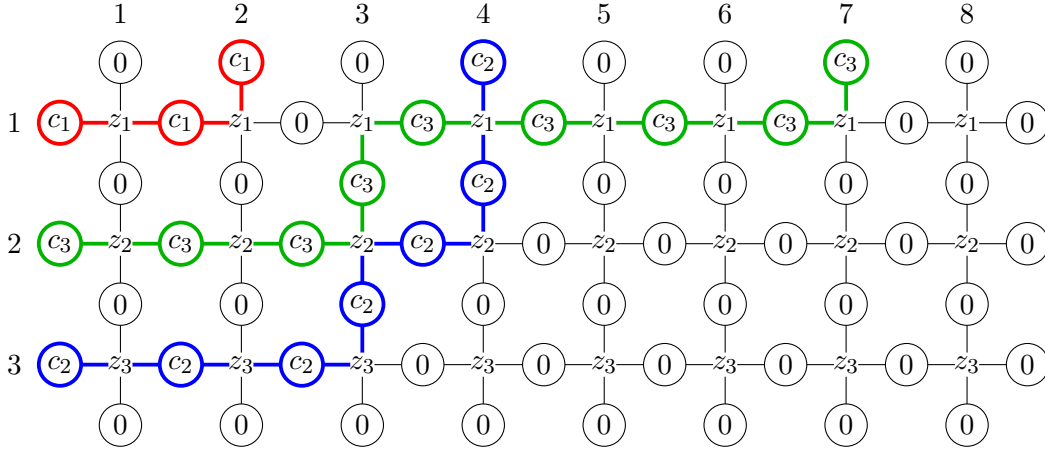 1 2 3 4 5 6 7 8
0 c₁ 0 c₂ 0 0 c₃ 0
1 c₁ z₁ c₁ z₁ 0 z₁ c₃ z₁ c₃ z₁ c₃ z₁ c₃ z₁ 0 z₁ 0
0 0 c₃ c₂ 0 0 0 0
2 c₃ z₂ c₃ z₂ c₃ z₂ c₂ z₂ 0 z₂ 0 z₂ 0 z₂ 0 z₂ 0
0 0 c₂ 0 0 0 0 0
3 c₂ z₃ c₂ z₃ c₂ z₃ 0 z₃ 0 z₃ 0 z₃ 0 z₃ 0 z₃ 0
0 0 0 0 0 0 0 0